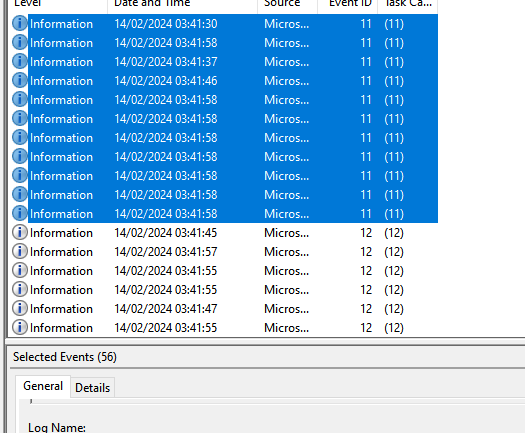 Level Date and Time Source Event ID Task Ca...
Information 14/02/2024 03:41:30 Micros... 11 (11)
Information 14/02/2024 03:41:58 Micros... 11 (11)
Information 14/02/2024 03:41:37 Micros... 11 (11)
Information 14/02/2024 03:41:46 Micros... 11 (11)
Information 14/02/2024 03:41:58 Micros... 11 (11)
Information 14/02/2024 03:41:58 Micros... 11 (11)
Information 14/02/2024 03:41:58 Micros... 11 (11)
Information 14/02/2024 03:41:58 Micros... 11 (11)
Information 14/02/2024 03:41:58 Micros... 11 (11)
Information 14/02/2024 03:41:58 Micros... 11 (11)
Information 14/02/2024 03:41:58 Micros... 11 (11)
Information 14/02/2024 03:41:45 Micros... 12 (12)
Information 14/02/2024 03:41:57 Micros... 12 (12)
Information 14/02/2024 03:41:55 Micros... 12 (12)
Information 14/02/2024 03:41:55 Micros... 12 (12)
Information 14/02/2024 03:41:47 Micros... 12 (12)
Information 14/02/2024 03:41:55 Micros... 12 (12)
Selected Events (56)
General Details
Log Name: